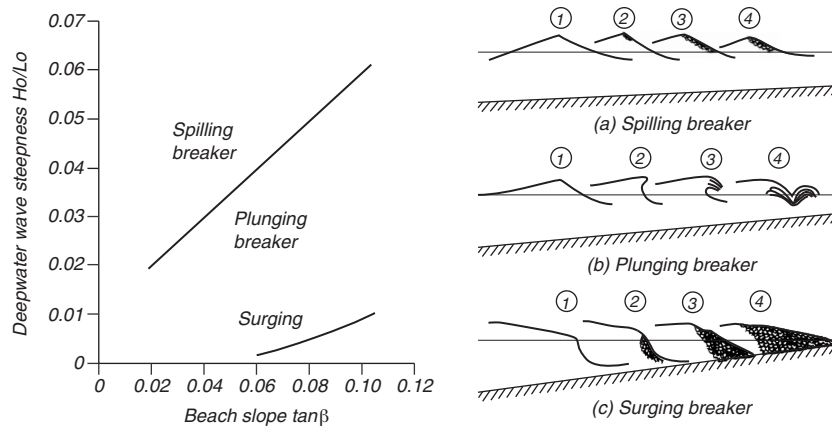 Deepwater wave steepness Ho/Lo
0.07
0.06
0.05
0.04
0.03
0.02
0.01
0
Spilling
breaker
Plunging
breaker
Surging
0
0.02
0.04
0.06
0.08
0.10
0.12
Beach slope tanβ
1
2
3
4
(a) Spilling breaker
1
2
3
4
(b) Plunging breaker
1
2
3
4
(c) Surging breaker